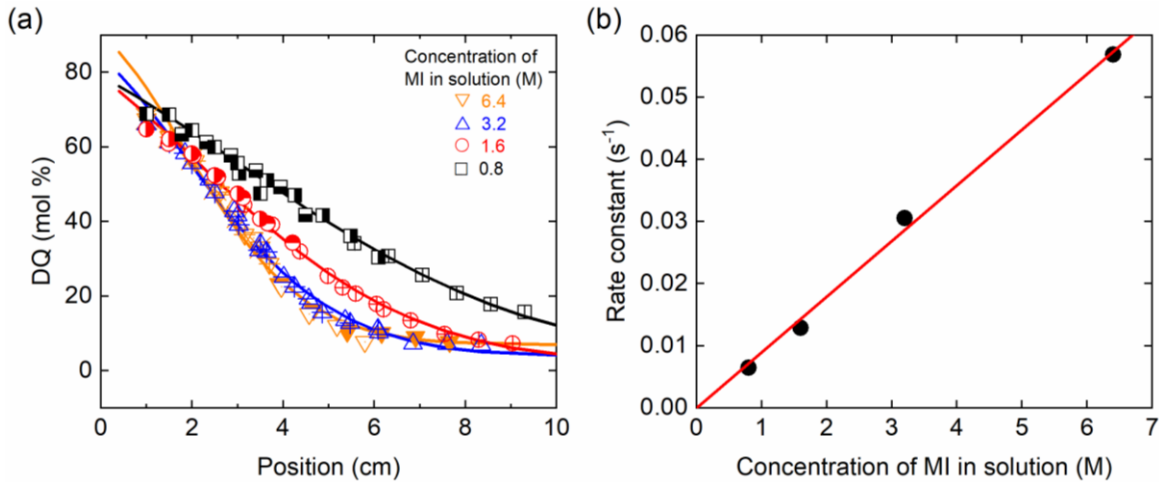 (a)
Concentration of
MI in solution (M)
6.4
3.2
1.6
0.8
DQ (mol %)
80
60
40
20
0
0 2 4 6 8 10
Position (cm)
(b)
Rate constant (s⁻¹)
0.06
0.05
0.04
0.03
0.02
0.01
0.00
1 2 3 4 5 6 7
Concentration of MI in solution (M)